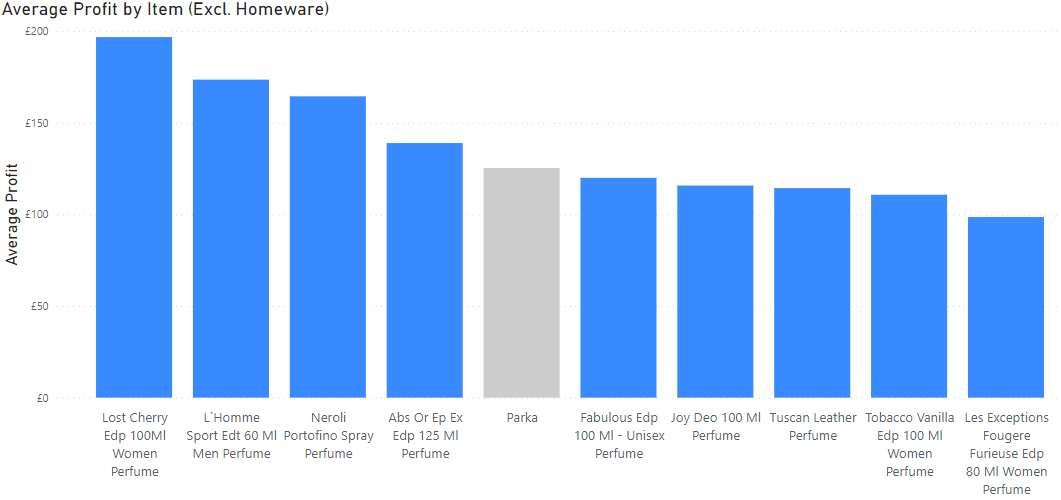 Average Profit by Item (Excl. Homeware)
Average Profit
£200
£150
£100
£50
£0
Lost Cherry
Edp 100Ml
Women
Perfume
L`Homme
Sport Edt 60 Ml
Men Perfume
Neroli
Portofino Spray
Perfume
Abs Or Ep Ex
Edp 125 Ml
Perfume
Parka
Fabulous Edp
100 Ml - Unisex
Perfume
Joy Deo 100 Ml
Perfume
Tuscan Leather
Perfume
Tobacco Vanilla
Edp 100 Ml
Women
Perfume
Les Exceptions
Fougere
Furieuse Edp
80 Ml Women
Perfume